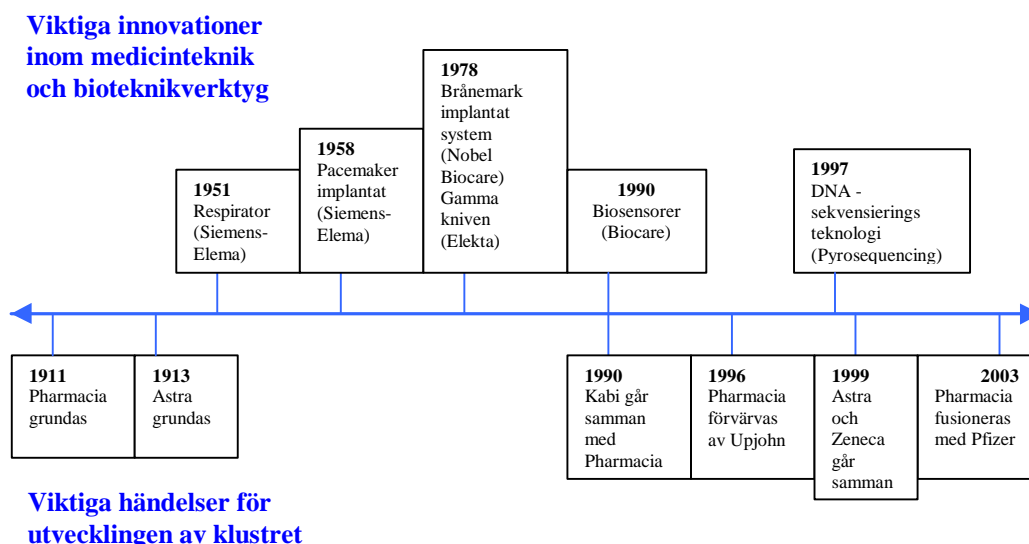 Viktiga innovationer
inom medicinteknik
och bioteknikverktyg
1951
Respirator
(Siemens-
Elema)
1958
Pacemaker
implantat
(Siemens-
Elema)
1978
Brånemark
implantat
system
(Nobel
Biocare)
Gamma
kniven
(Elekta)
1990
Biosensorer
(Biocare)
1997
DNA -
sekvensierings
teknologi
(Pyrosequencing)
1911
Pharmacia
grundas
1913
Astra
grundas
1990
Kabi går
samman
med
Pharmacia
1996
Pharmacia
förvärvas
av Upjohn
1999
Astra
och
Zeneca
går
samman
2003
Pharmacia
fusioneras
med Pfizer
Viktiga händelser för
utvecklingen av klustret